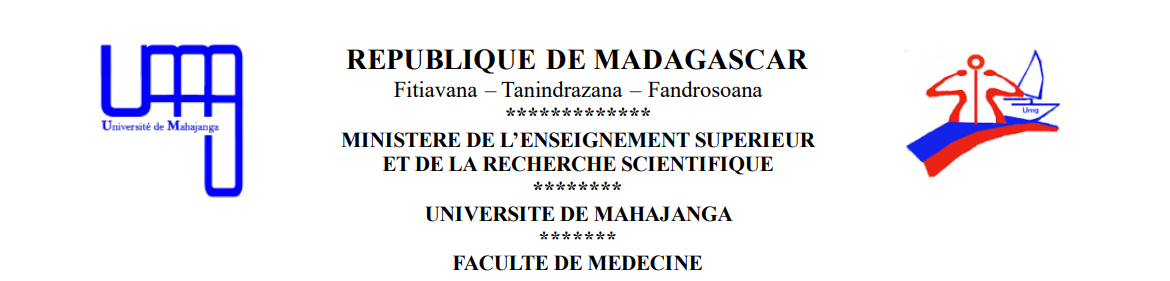 Université de Mahajanga
REPUBLIQUE DE MADAGASCAR
Fitiavana – Tanindrazana – Fandrosoana
*************
MINISTERE DE L’ENSEIGNEMENT SUPERIEUR
ET DE LA RECHERCHE SCIENTIFIQUE
********
UNIVERSITE DE MAHAJANGA
*******
FACULTE DE MEDECINE
Umg